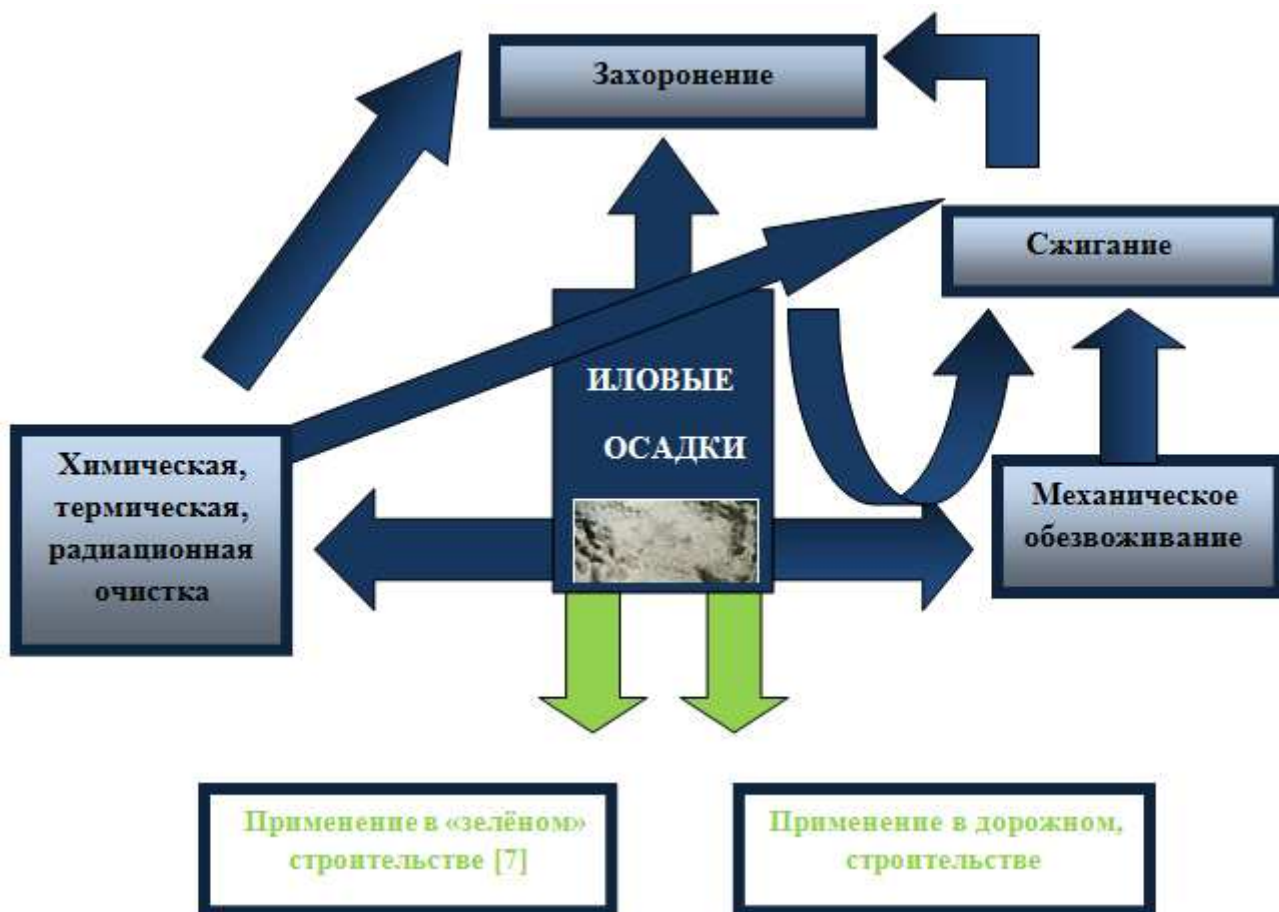 Захоронение
Сжигание
ИЛОВЫЕ
ОСАДКИ
Химическая,
термическая,
радиационная
очистка
Механическое
обезвоживание
Применение в «зелёном»
строительстве [7]
Применение в дорожном,
строительстве